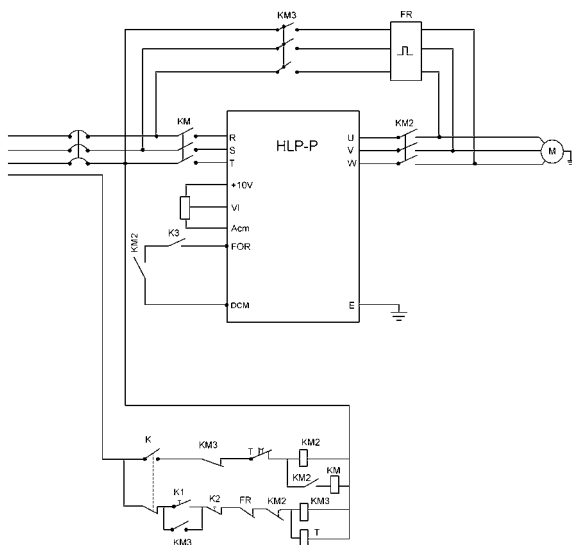 KM3
FR
KM
KM2
R
S
T
HLP-P
U
V
W
M
+10V
VI
Acm
K3
FOR
KM2
DCM
E
K
KM3
T
KM2
KM2
KM
K1
K2
FR
KM2
KM3
KM3
T